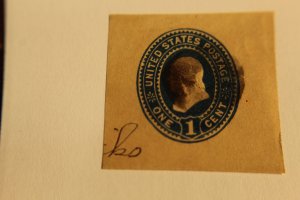 UNITED STATES POSTAGE
ONE 1 CENT